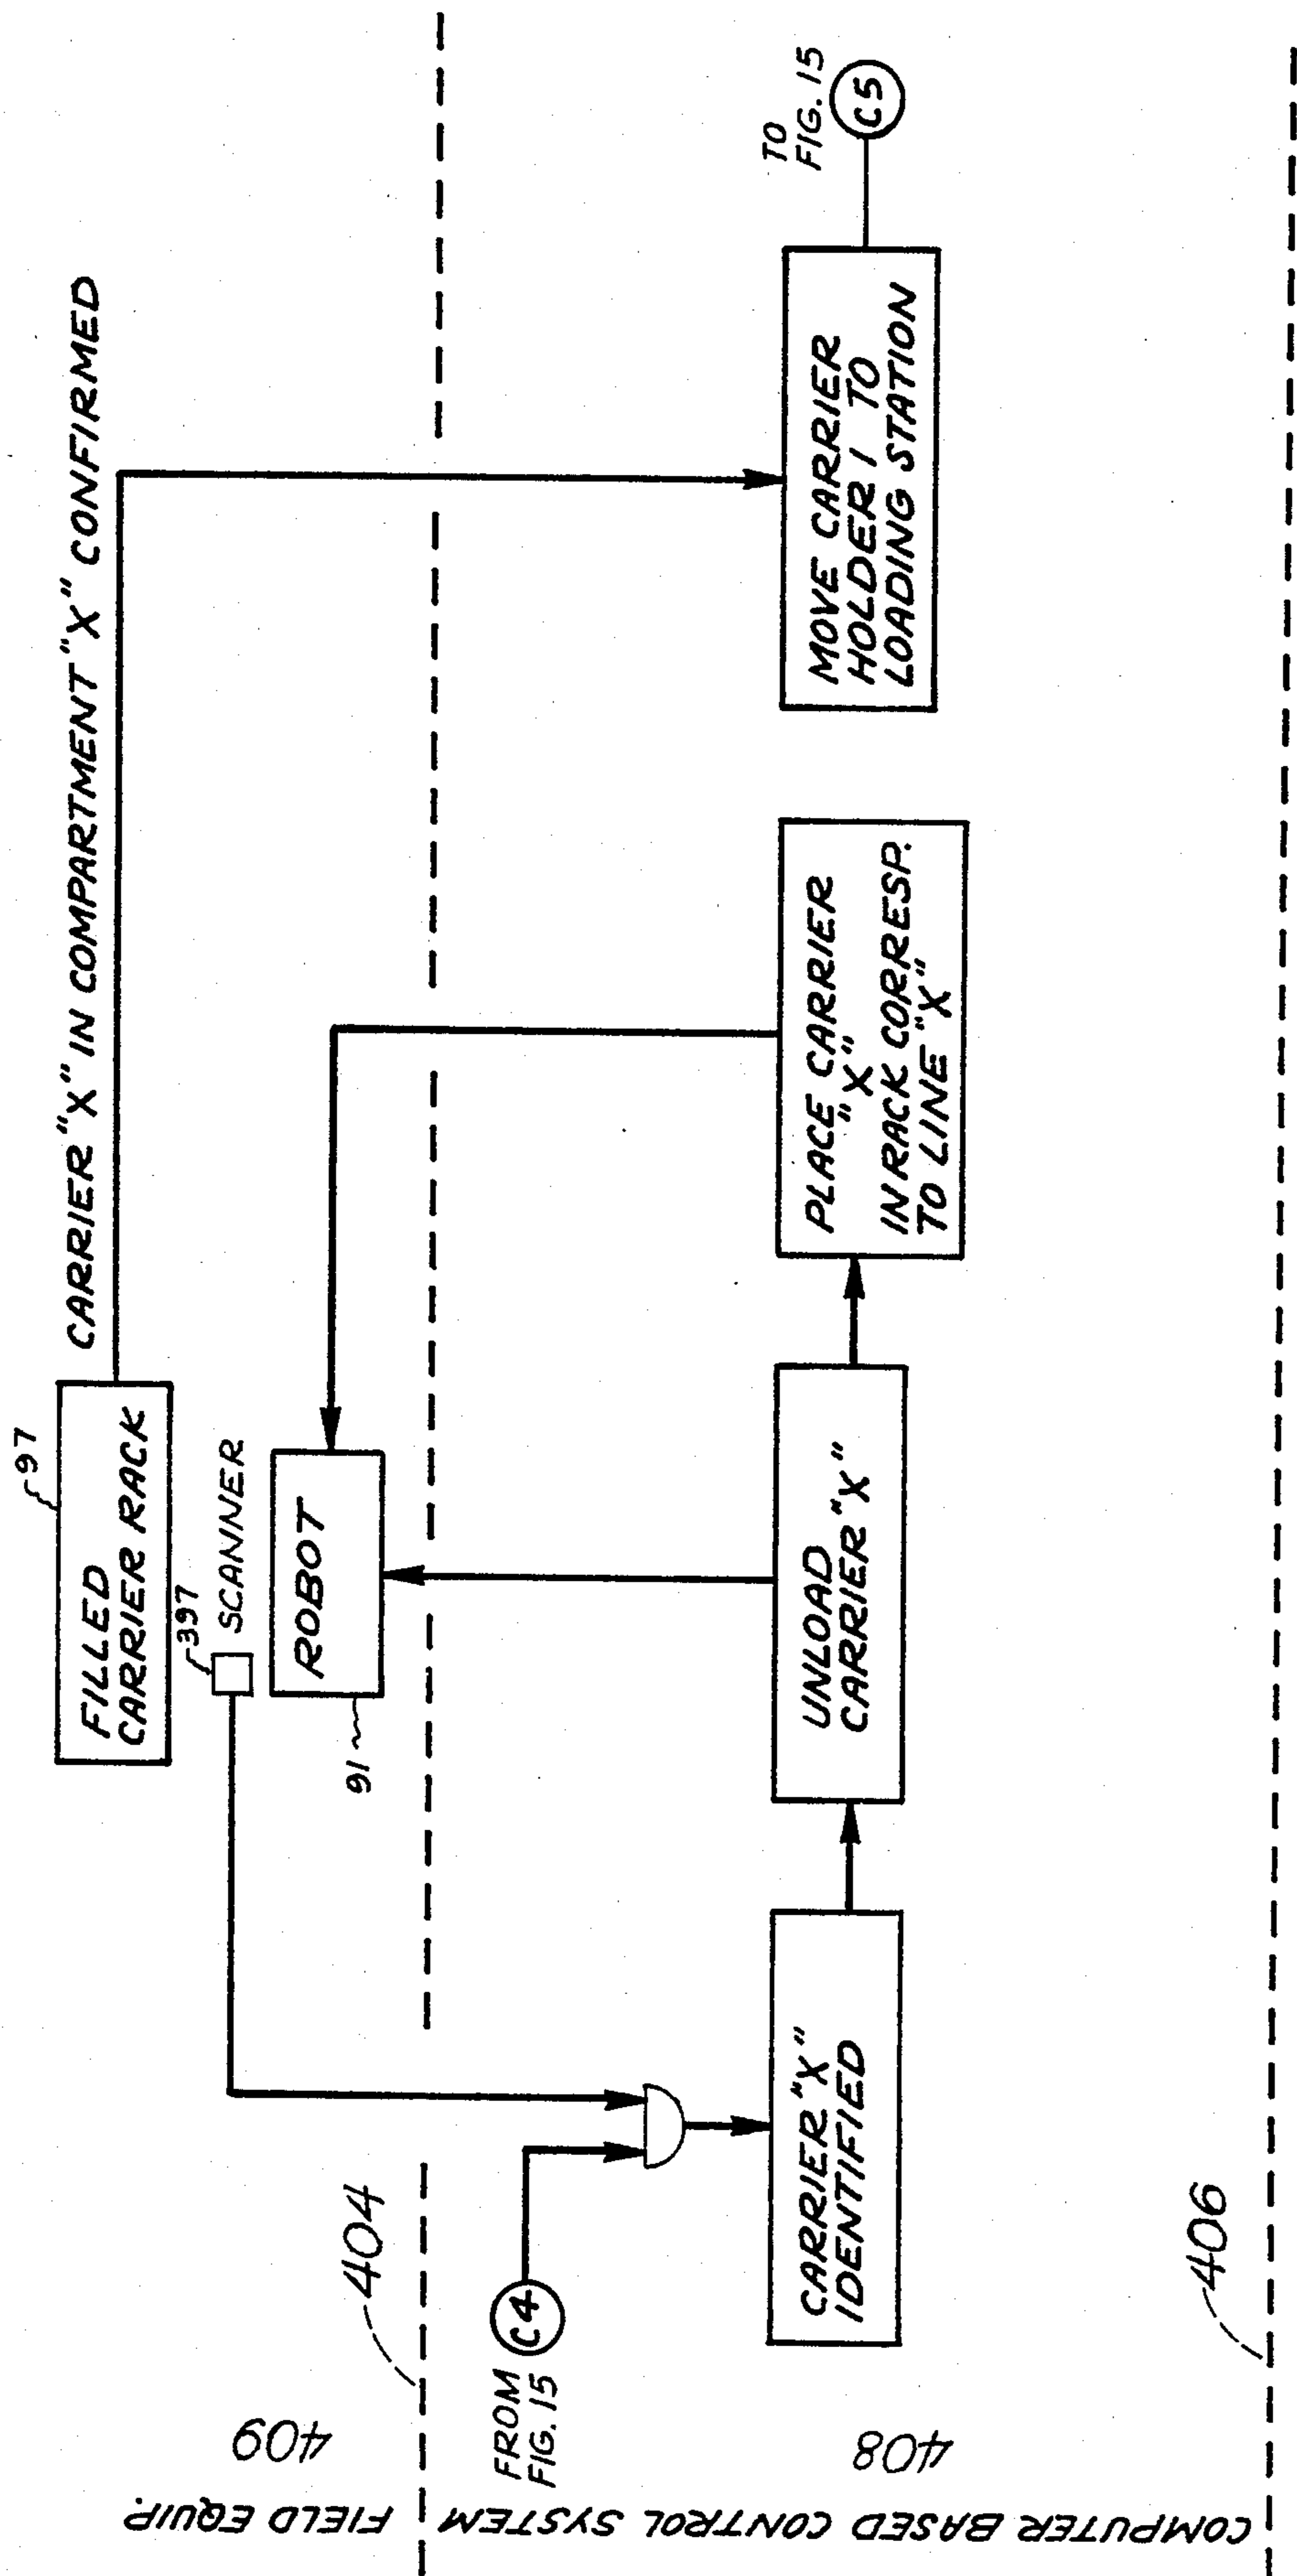 97
FILLED
CARRIER RACK
CARRIER "X" IN COMPARTMENT "X" CONFIRMED
397
SCANNER
ROBOT
91
404
FIELD EQUIP.
409
FROM
FIG. 15
C4
COMPUTER BASED CONTROL SYSTEM
408
CARRIER "X"
IDENTIFIED
UNLOAD
CARRIER "X"
PLACE CARRIER
"X"
IN RACK CORRESP.
TO LINE "X"
MOVE CARRIER
HOLDER 1 TO
LOADING STATION
TO
FIG. 15
C5
406